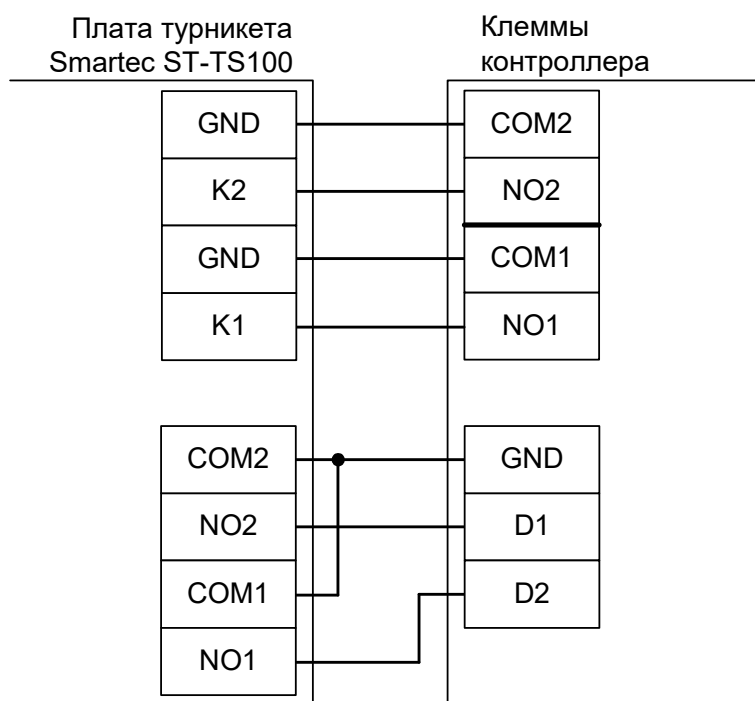 Плата турникета
Smartec ST-TS100
Клеммы
контроллера
GND
COM2
K2
NO2
GND
COM1
K1
NO1
COM2
GND
NO2
D1
COM1
D2
NO1